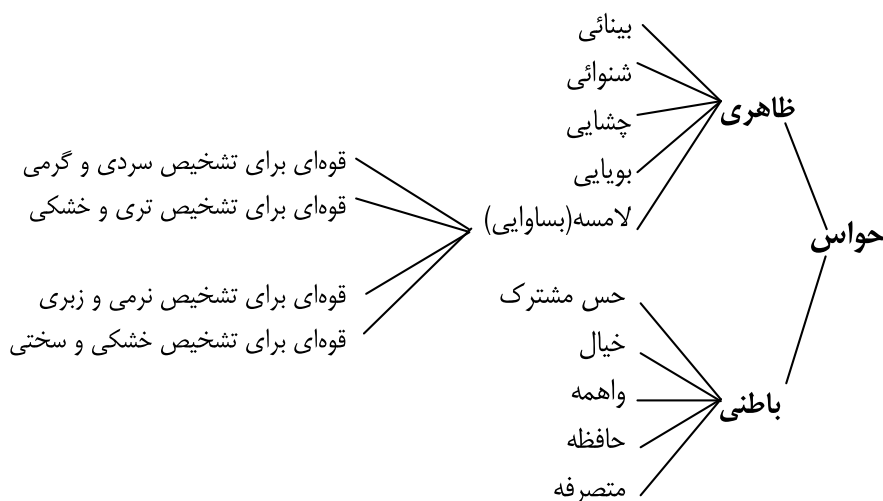 حواس
ظاهری
بینائی
شنوائی
چشایی
بویایی
لامسه(بساوایی)
قوه‌ای برای تشخیص سردی و گرمی
قوه‌ای برای تشخیص تری و خشکی
قوه‌ای برای تشخیص نرمی و زبری
قوه‌ای برای تشخیص خشکی و سختی
باطنی
حس مشترک
خیال
واهمه
حافظه
متصرفه